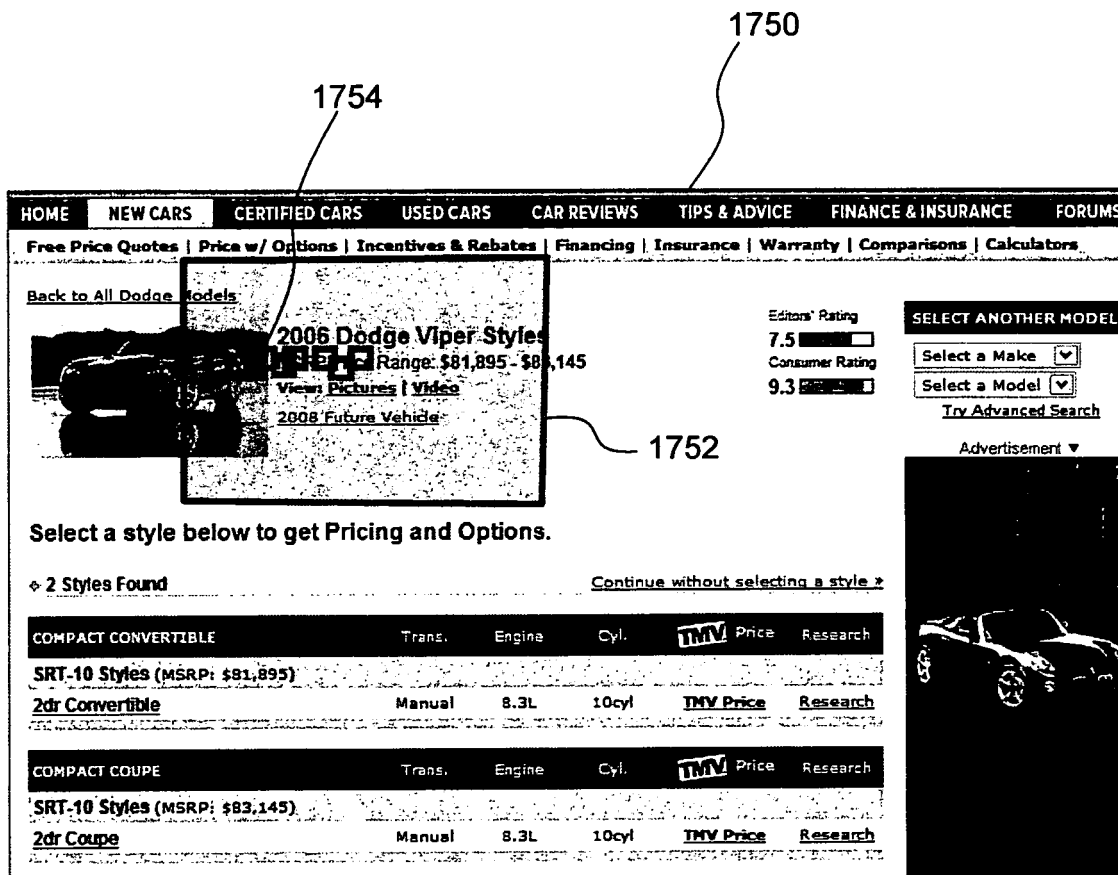 1750
1754
HOME NEW CARS CERTIFIED CARS USED CARS CAR REVIEWS TIPS & ADVICE FINANCE & INSURANCE FORUMS
Free Price Quotes | Price w/ Options | Incentives & Rebates | Financing | Insurance | Warranty | Comparisons | Calculators
Back to All Dodge Models
2006 Dodge Viper Styles
Range: $81,895 - $83,145
View: Pictures | Video
2008 Future Vehicle
1752
Editors' Rating
7.5
Consumer Rating
9.3
SELECT ANOTHER MODEL
Select a Make
Select a Model
Try Advanced Search
Advertisement ▼
Select a style below to get Pricing and Options.
2 Styles Found
Continue without selecting a style »
COMPACT CONVERTIBLE Trans. Engine Cyl. TMV Price Research
SRT-10 Styles (MSRP: $81,895)
2dr Convertible Manual 8.3L 10cyl TMV Price Research
COMPACT COUPE Trans. Engine Cyl. TMV Price Research
SRT-10 Styles (MSRP: $83,145)
2dr Coupe Manual 8.3L 10cyl TMV Price Research